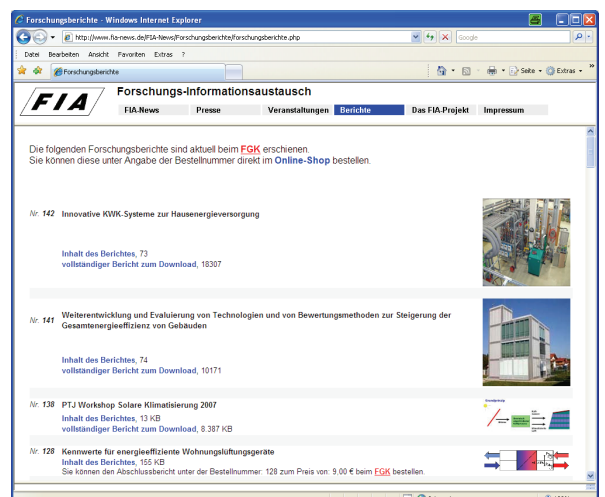 Forschungsberichte - Windows Internet Explorer
http://www.fia-news.de/FIA-News/Forschungsberichte/forschungsberichte.php
Google
Datei Bearbeiten Ansicht Favoriten Extras ?
Forschungsberichte
Seite Extras
FIA
Forschungs-Informationsaustausch
FIA-News Presse Veranstaltungen Berichte Das FIA-Projekt Impressum
Die folgenden Forschungsberichte sind aktuell beim FGK erschienen.
Sie können diese unter Angabe der Bestellnummer direkt im Online-Shop bestellen.
Nr. 142 Innovative KWK-Systeme zur Hausenergieversorgung
Inhalt des Berichtes, 73
vollständiger Bericht zum Download, 18307
Nr. 141 Weiterentwicklung und Evaluierung von Technologien und von Bewertungsmethoden zur Steigerung der
Gesamtenergieeffizienz von Gebäuden
Inhalt des Berichtes, 74
vollständiger Bericht zum Download, 10171
Nr. 138 PTJ Workshop Solare Klimatisierung 2007
Inhalt des Berichtes, 13 KB
vollständiger Bericht zum Download, 8.387 KB
Nr. 128 Kennwerte für energieeffiziente Wohnungslüftungsgeräte
Inhalt des Berichtes, 155 KB
Sie können den Abschlussbericht unter der Bestellnummer: 128 zum Preis von: 9,00 € beim FGK bestellen.